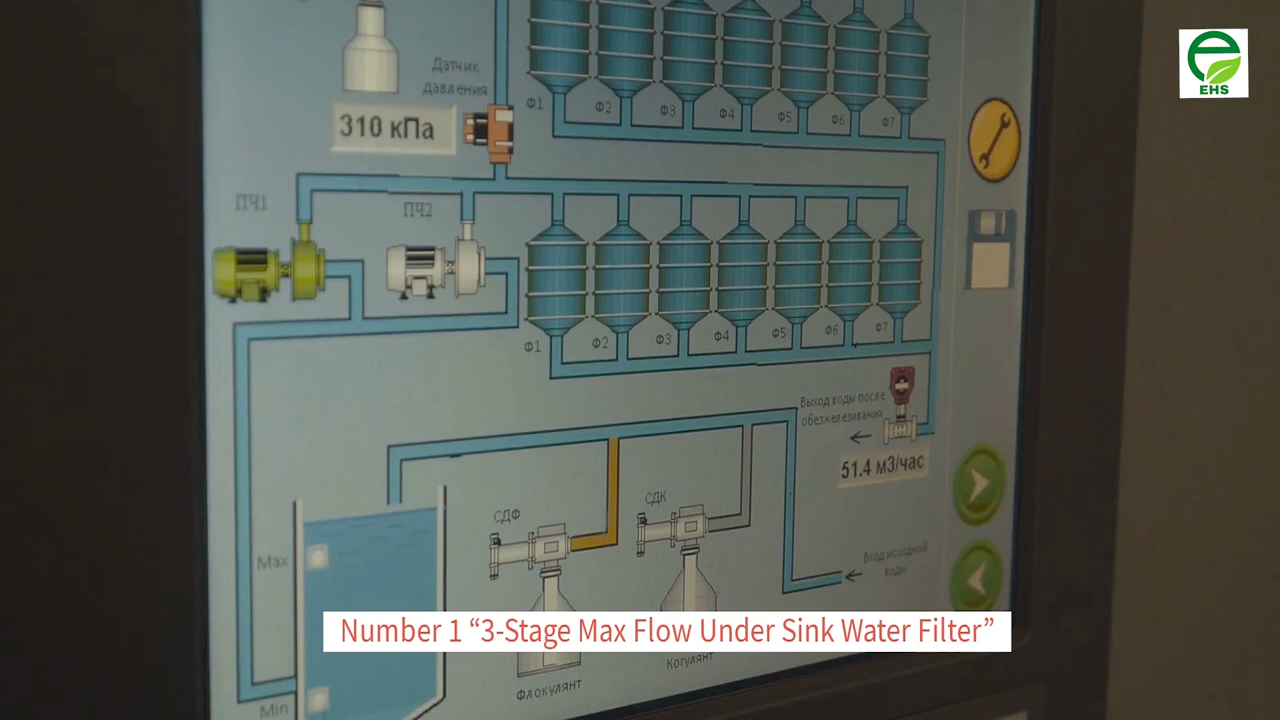 EHS
Датчик
давления
310 кПа
Ф1 Ф2 Ф3 Ф4 Ф5 Ф6 Ф7
ПЧ1
ПЧ2
Ф1 Ф2 Ф3 Ф4 Ф5 Ф6 Ф7
Выход воды после
обезжелезивания
51.4 м3/час
СДФ
СДК
Max
Вход исходной
воды
Number 1 “3-Stage Max Flow Under Sink Water Filter”
Когулянт
Флокулянт
Min